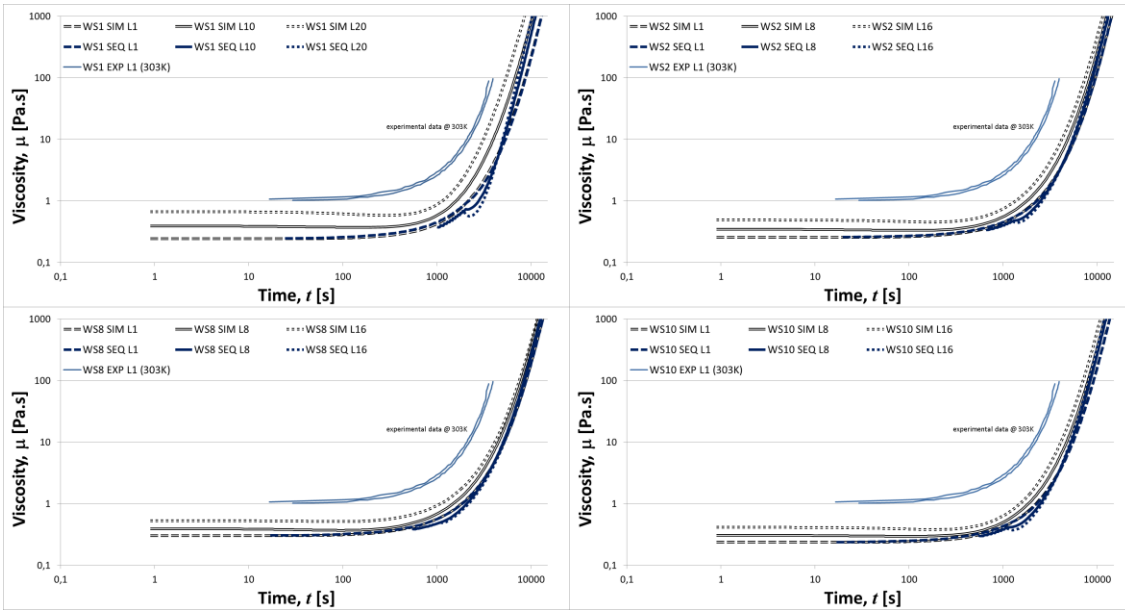 WS1 SIM L1 WS1 SIM L10 WS1 SIM L20
WS1 SEQ L1 WS1 SEQ L10 WS1 SEQ L20
WS1 EXP L1 (303K)
experimental data @ 303K
Viscosity, μ [Pa.s]
1000
100
10
1
0,1
0,1 1 10 100 1000 10000
Time, t [s]
WS2 SIM L1 WS2 SIM L8 WS2 SIM L16
WS2 SEQ L1 WS2 SEQ L8 WS2 SEQ L16
WS2 EXP L1 (303K)
experimental data @ 303K
Viscosity, μ [Pa.s]
1000
100
10
1
0,1
0,1 1 10 100 1000 10000
Time, t [s]
WS8 SIM L1 WS8 SIM L8 WS8 SIM L16
WS8 SEQ L1 WS8 SEQ L8 WS8 SEQ L16
WS8 EXP L1 (303K)
experimental data @ 303K
Viscosity, μ [Pa.s]
1000
100
10
1
0,1
0,1 1 10 100 1000 10000
Time, t [s]
WS10 SIM L1 WS10 SIM L8 WS10 SIM L16
WS10 SEQ L1 WS10 SEQ L8 WS10 SEQ L16
WS10 EXP L1 (303K)
experimental data @ 303K
Viscosity, μ [Pa.s]
1000
100
10
1
0,1
0,1 1 10 100 1000 10000
Time, t [s]